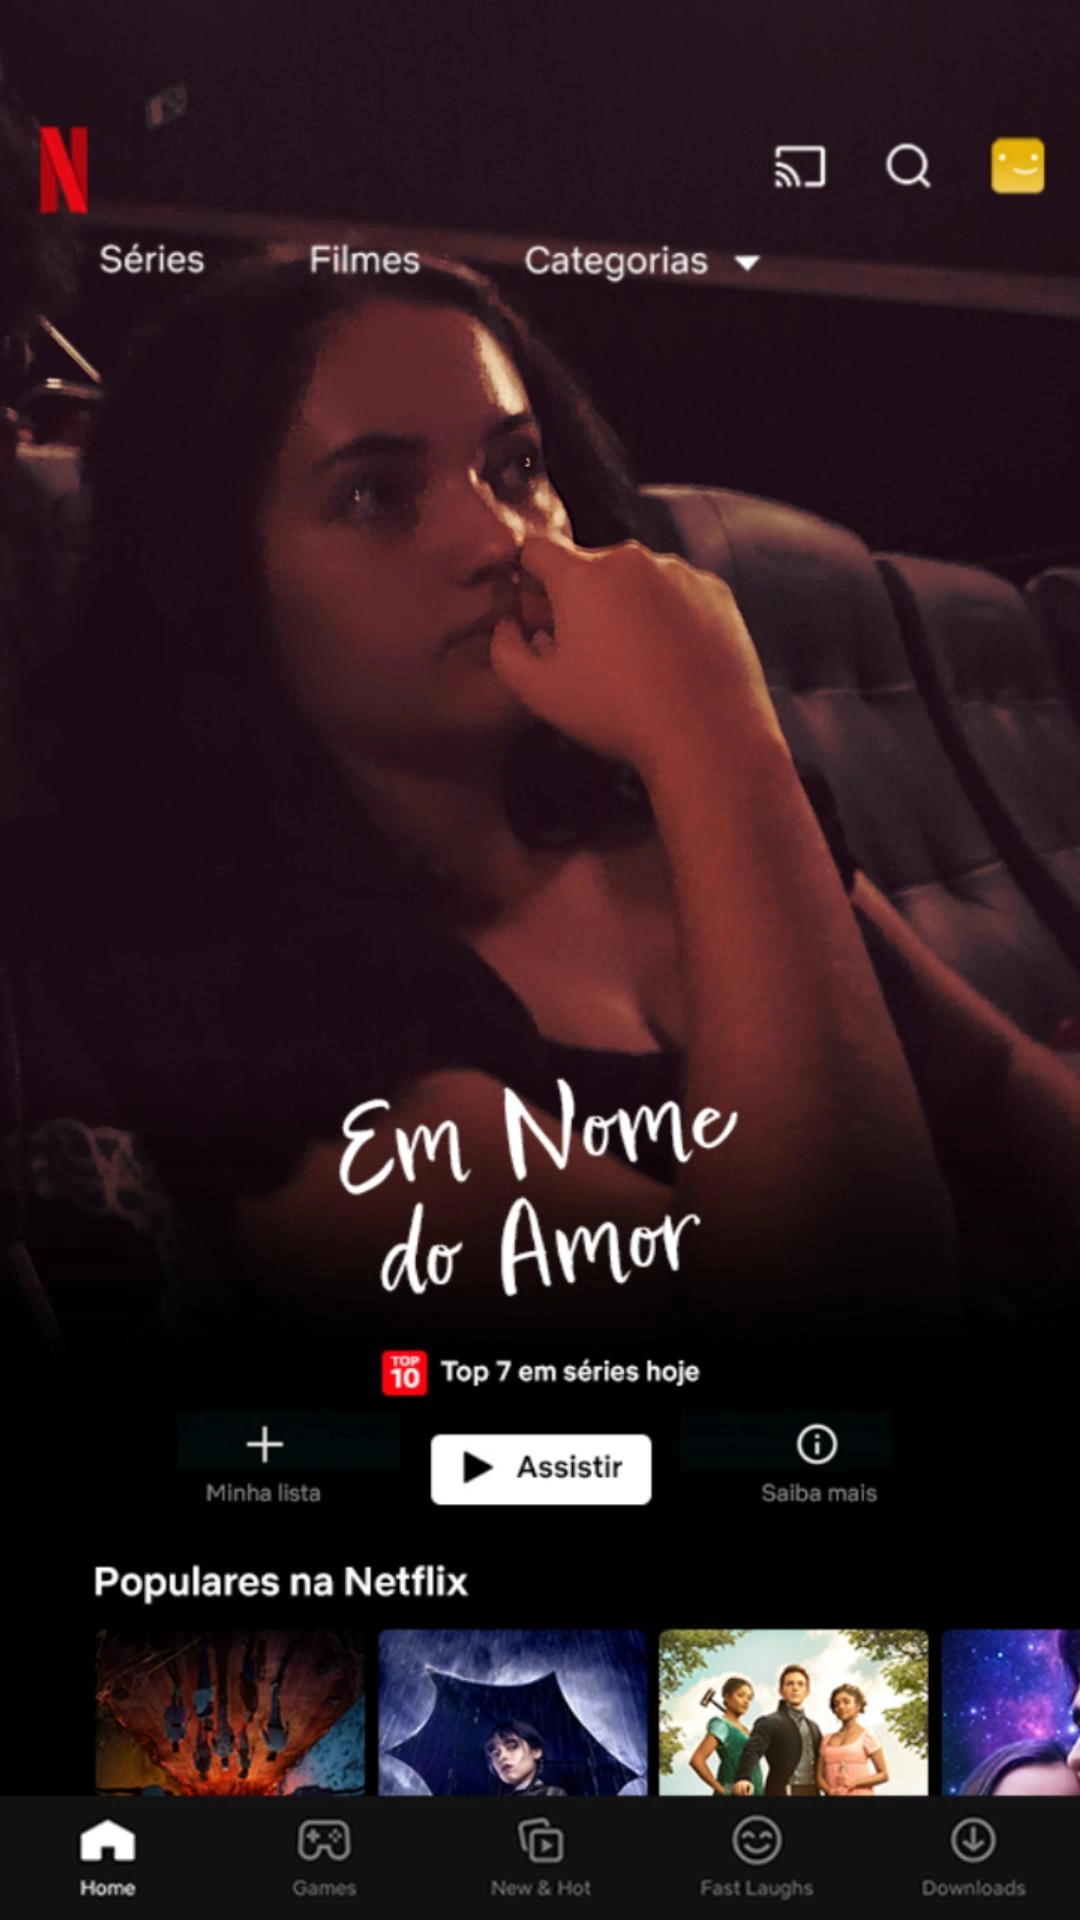 N
Séries Filmes Categorias
Em Nome
do Amor
TOP
10
Top 7 em séries hoje
Minha lista
Assistir
Saiba mais
Populares na Netflix
Home Games New & Hot Fast Laughs Downloads